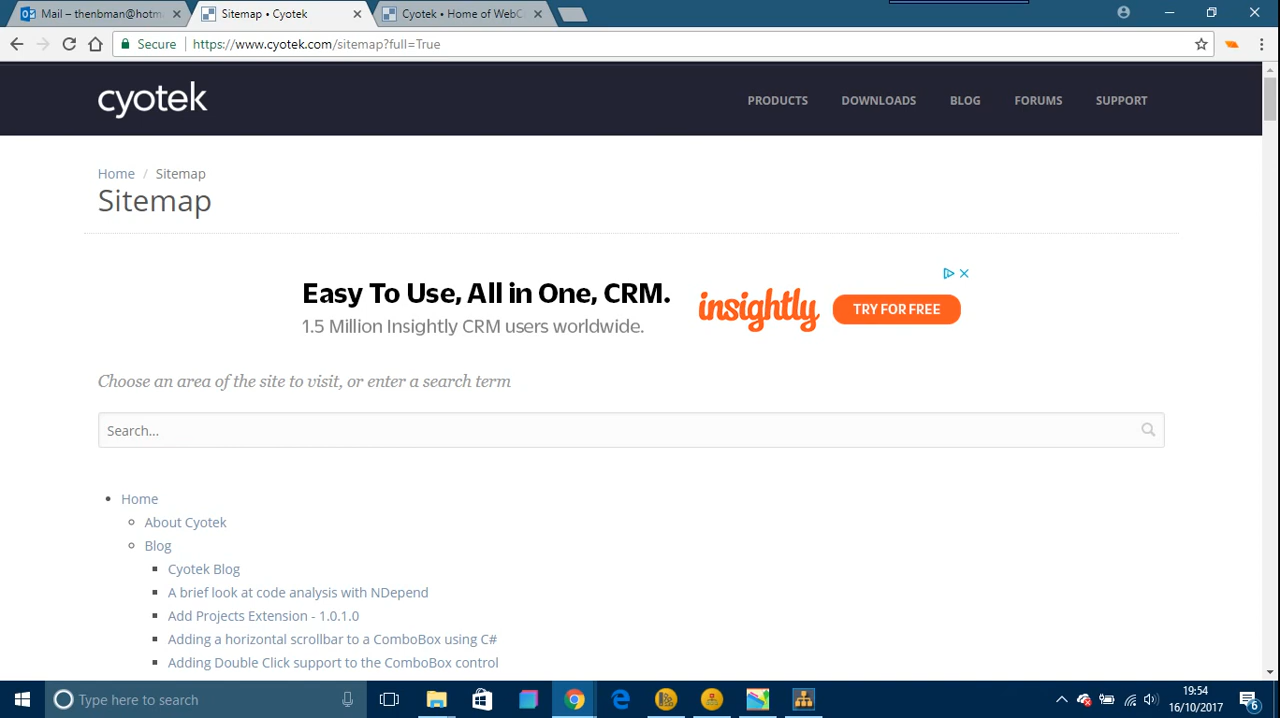 Mail – thenbman@hotm
Sitemap • Cyotek
Cyotek • Home of WebC
Secure
https://www.cyotek.com/sitemap?full=True
cyotek
PRODUCTS
DOWNLOADS
BLOG
FORUMS
SUPPORT
Home / Sitemap
Sitemap
Easy To Use, All in One, CRM.
1.5 Million Insightly CRM users worldwide.
insightly
TRY FOR FREE
Choose an area of the site to visit, or enter a search term
Search...
Home
About Cyotek
Blog
Cyotek Blog
A brief look at code analysis with NDepend
Add Projects Extension - 1.0.1.0
Adding a horizontal scrollbar to a ComboBox using C#
Adding Double Click support to the ComboBox control
Type here to search
19:54
16/10/2017
6